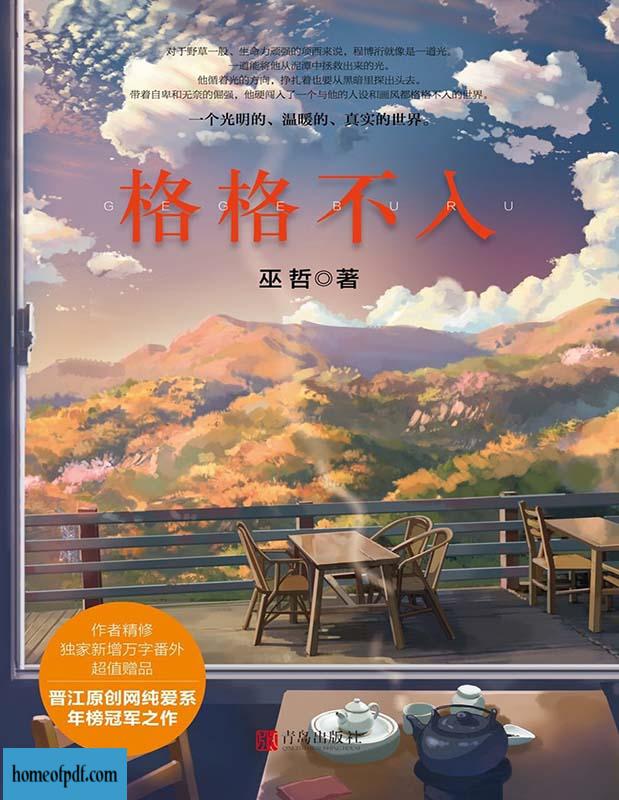 对于野草一般、生命力顽强的项西来说，程博衍就像是一道光。
一道能将他从泥潭中拯救出来的光。
他循着光的方向，挣扎着也要从黑暗里探出头去。
带着自卑和无奈的倔强，他硬闯入了一个与他的人设和画风都格格不入的世界。
一个光明的、温暖的、真实的世界。
格格不入
GEGEBURU
巫哲◎著
作者精修
独家新增万字番外
超值赠品
晋江原创网纯爱系
年榜冠军之作
青岛出版社
QINGDAO PUBLISHING HOUSE
homeofpdf.com